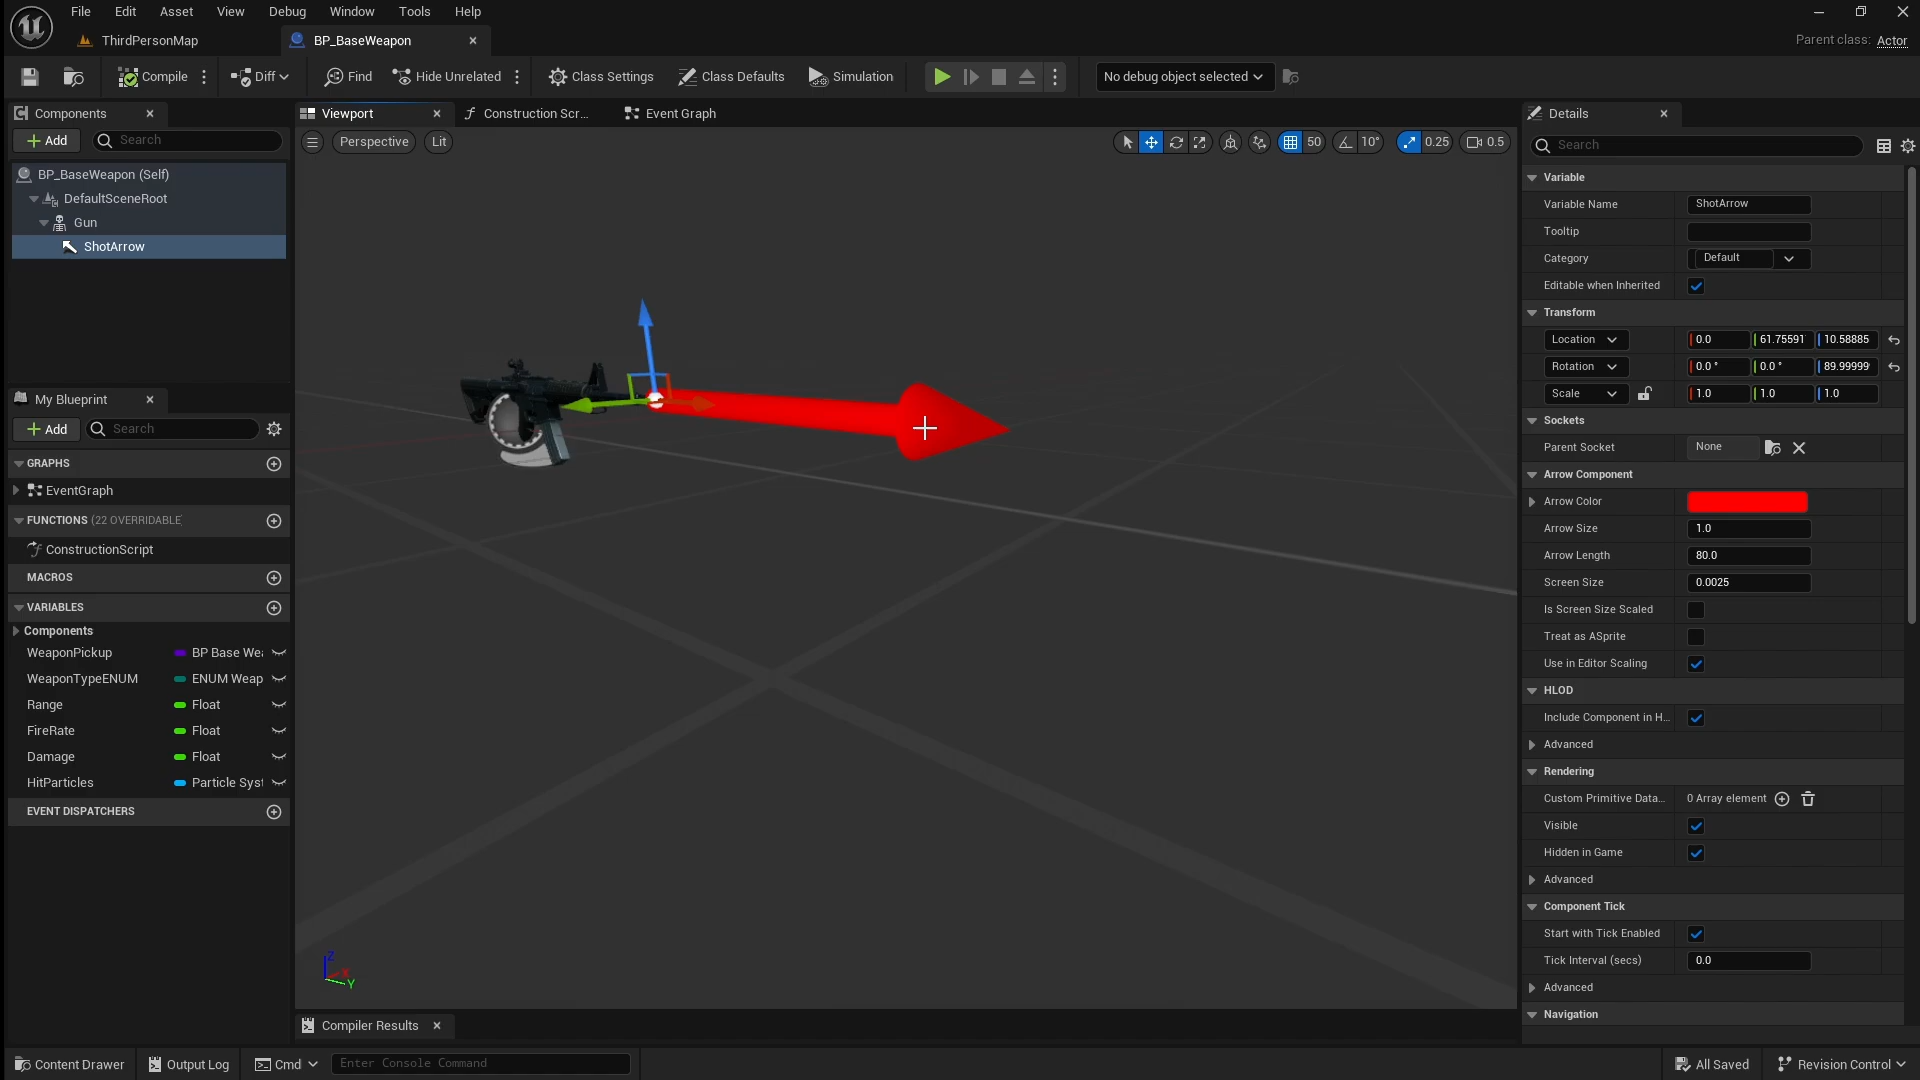 File Edit Asset View Debug Window Tools Help
ThirdPersonMap
BP_BaseWeapon
Parent class: Actor
Compile
Diff
Find
Hide Unrelated
Class Settings
Class Defaults
Simulation
No debug object selected
Components
Add
Search
BP_BaseWeapon (Self)
DefaultSceneRoot
Gun
ShotArrow
My Blueprint
Add
Search
GRAPHS
EventGraph
FUNCTIONS (22 OVERRIDABLE
ConstructionScript
MACROS
VARIABLES
Components
WeaponPickup BP Base Wea
WeaponTypeENUM ENUM Weap
Range Float
FireRate Float
Damage Float
HitParticles Particle Syst
EVENT DISPATCHERS
Viewport
Construction Scr...
Event Graph
Perspective
Lit
50
10°
0.25
0.5
Z
X
Y
Compiler Results
Details
Search
Variable
Variable Name ShotArrow
Tooltip
Category Default
Editable when Inherited
Transform
Location 0.0 61.75591 10.58885
Rotation 0.0 ° 0.0 ° 89.99999
Scale 1.0 1.0 1.0
Sockets
Parent Socket None
Arrow Component
Arrow Color
Arrow Size 1.0
Arrow Length 80.0
Screen Size 0.0025
Is Screen Size Scaled
Treat as ASprite
Use in Editor Scaling
HLOD
Include Component in H...
Advanced
Rendering
Custom Primitive Data... 0 Array element
Visible
Hidden in Game
Advanced
Component Tick
Start with Tick Enabled
Tick Interval (secs) 0.0
Advanced
Navigation
Content Drawer
Output Log
Cmd
Enter Console Command
All Saved
Revision Control